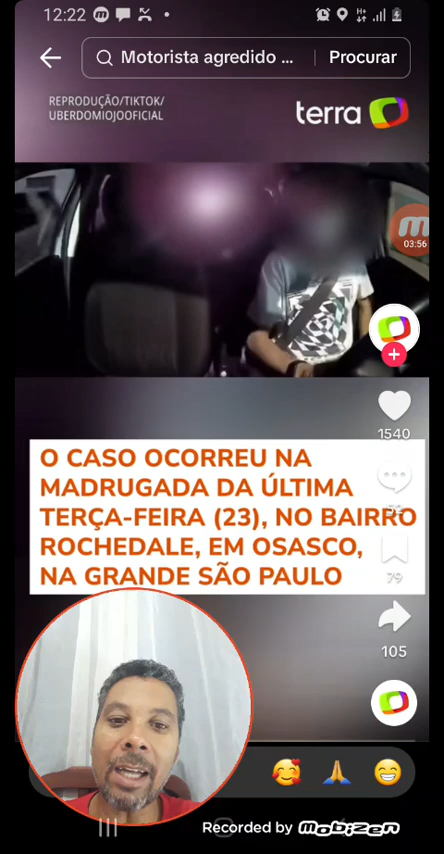 12:22
Motorista agredido ...
Procurar
REPRODUÇÃO/TIKTOK/
UBERDOMIOJOOFICIAL
terra
03:56
1540
O CASO OCORREU NA
MADRUGADA DA ÚLTIMA
TERÇA-FEIRA (23), NO BAIRRO
ROCHEDALE, EM OSASCO,
NA GRANDE SÃO PAULO
79
105
Recorded by Mobizen